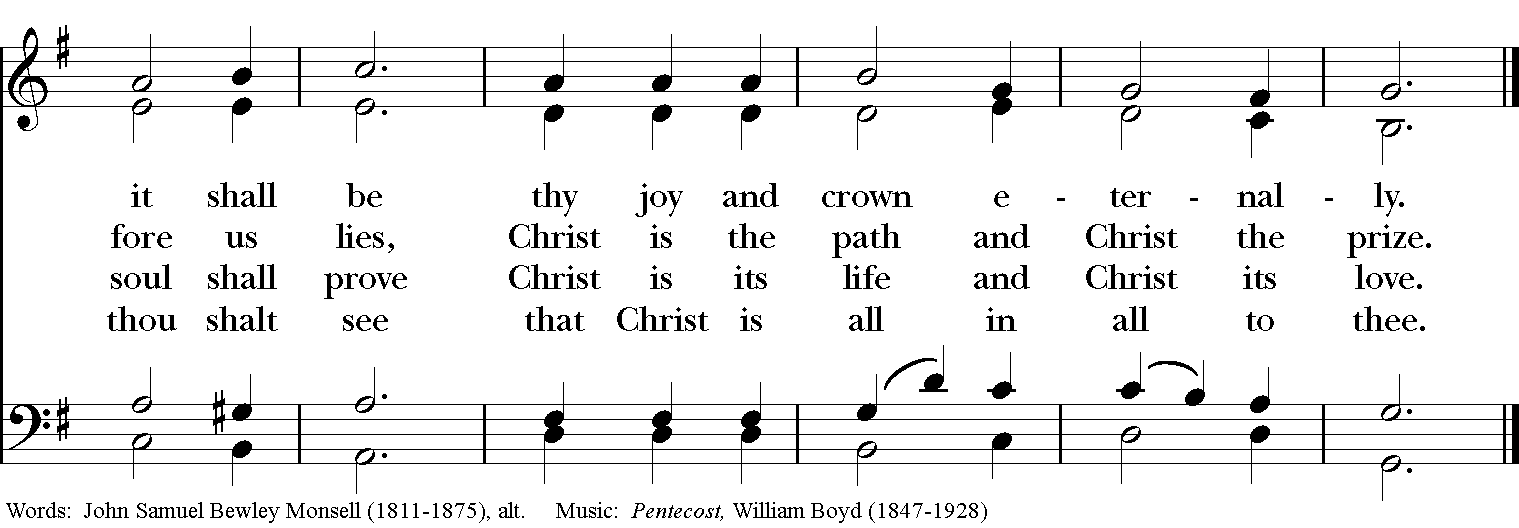 it shall be thy joy and crown e - ter - nal - ly.
fore us lies, Christ is the path and Christ the prize.
soul shall prove Christ is its life and Christ its love.
thou shalt see that Christ is all in all to thee.
Words: John Samuel Bewley Monsell (1811-1875), alt. Music: Pentecost, William Boyd (1847-1928)